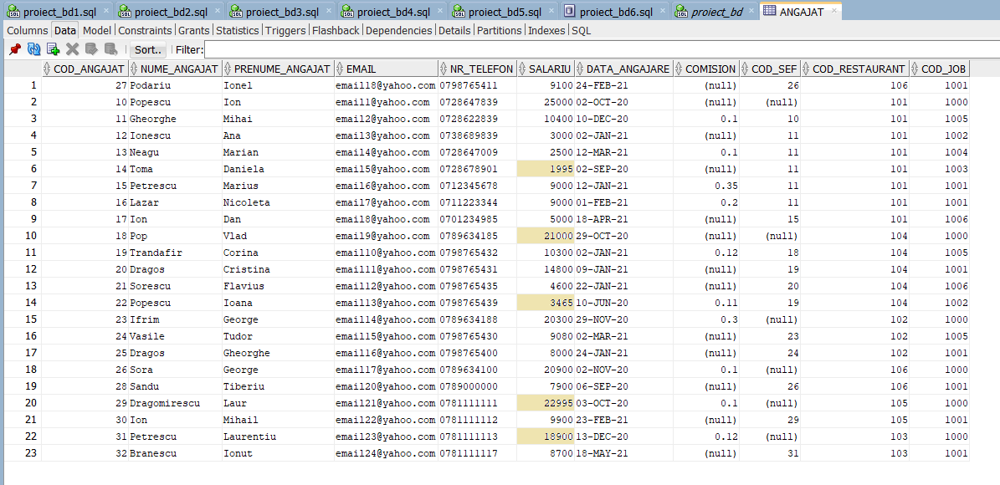 proiect_bd1.sql proiect_bd2.sql proiect_bd3.sql proiect_bd4.sql proiect_bd5.sql proiect_bd6.sql proiect_bd ANGAJAT
Columns Data Model Constraints Grants Statistics Triggers Flashback Dependencies Details Partitions Indexes SQL
Sort.. Filter:
COD_ANGAJAT NUME_ANGAJAT PRENUME_ANGAJAT EMAIL NR_TELEFON SALARIU DATA_ANGAJARE COMISION COD_SEF COD_RESTAURANT COD_JOB
1 27 Podariu Ionel email18@yahoo.com 0798765411 9100 24-FEB-21 (null) 26 106 1001
2 10 Popescu Ion email1@yahoo.com 0728647839 25000 02-OCT-20 (null) (null) 101 1000
3 11 Gheorghe Mihai email2@yahoo.com 0728622839 10400 10-DEC-20 0.1 10 101 1005
4 12 Ionescu Ana email3@yahoo.com 0738689839 3000 02-JAN-21 (null) 11 101 1002
5 13 Neagu Marian email4@yahoo.com 0728647009 2500 12-MAR-21 0.1 11 101 1004
6 14 Toma Daniela email5@yahoo.com 0728678901 1995 02-SEP-20 (null) 11 101 1003
7 15 Petrescu Marius email6@yahoo.com 0712345678 9000 12-JAN-21 0.35 11 101 1001
8 16 Lazar Nicoleta email7@yahoo.com 0711223344 9000 01-FEB-21 0.2 11 101 1001
9 17 Ion Dan email8@yahoo.com 0701234985 5000 18-APR-21 (null) 15 101 1006
10 18 Pop Vlad email9@yahoo.com 0789634185 21000 29-OCT-20 (null) (null) 104 1000
11 19 Trandafir Corina email10@yahoo.com 0798765432 10300 02-JAN-21 0.12 18 104 1005
12 20 Dragos Cristina email11@yahoo.com 0798765431 14800 09-JAN-21 (null) 19 104 1001
13 21 Sorescu Flavius email12@yahoo.com 0798765435 4600 22-JAN-21 (null) 20 104 1006
14 22 Popescu Ioana email13@yahoo.com 0798765439 3465 10-JUN-20 0.11 19 104 1002
15 23 Ifrim George email14@yahoo.com 0789634188 20300 29-NOV-20 0.3 (null) 102 1000
16 24 Vasile Tudor email15@yahoo.com 0798765430 9080 02-MAR-21 (null) 23 102 1005
17 25 Dragos Gheorghe email16@yahoo.com 0798765400 8000 24-JAN-21 (null) 24 102 1001
18 26 Sora George email17@yahoo.com 0789634100 20900 02-NOV-20 0.1 (null) 106 1000
19 28 Sandu Tiberiu email20@yahoo.com 0789000000 7900 06-SEP-20 (null) 26 106 1001
20 29 Dragomirescu Laur email21@yahoo.com 0781111111 22995 03-OCT-20 0.1 (null) 105 1000
21 30 Ion Mihail email22@yahoo.com 0781111112 9900 23-FEB-21 (null) 29 105 1001
22 31 Petrescu Laurentiu email23@yahoo.com 0781111113 18900 13-DEC-20 0.12 (null) 103 1000
23 32 Branescu Ionut email24@yahoo.com 0781111117 8700 18-MAY-21 (null) 31 103 1001